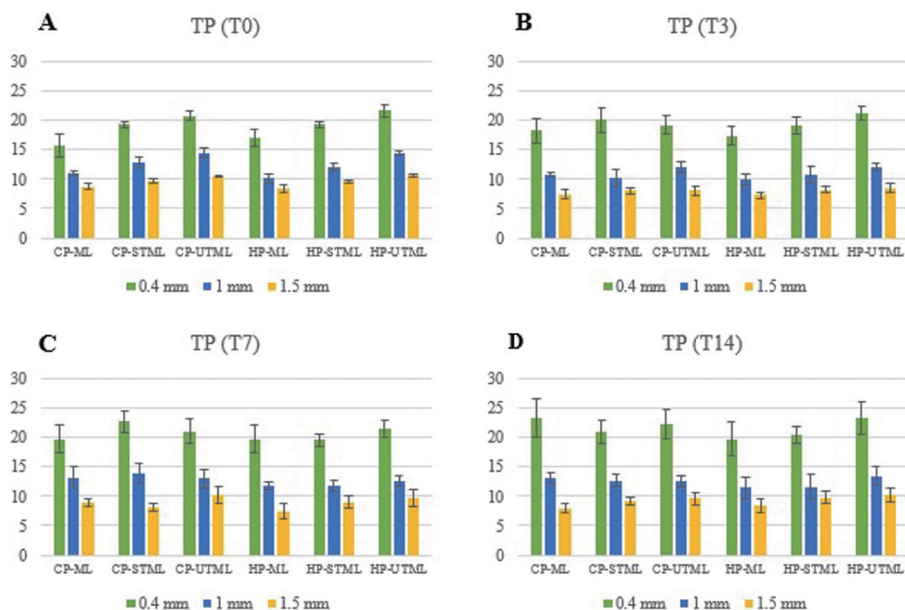 A
TP (T0)
30
25
20
15
10
5
0
CP-ML CP-STML CP-UTML HP-ML HP-STML HP-UTML
0.4 mm 1 mm 1.5 mm
B
TP (T3)
30
25
20
15
10
5
0
CP-ML CP-STML CP-UTML HP-ML HP-STML HP-UTML
0.4 mm 1 mm 1.5 mm
C
TP (T7)
30
25
20
15
10
5
0
CP-ML CP-STML CP-UTML HP-ML HP-STML HP-UTML
0.4 mm 1 mm 1.5 mm
D
TP (T14)
30
25
20
15
10
5
0
CP-ML CP-STML CP-UTML HP-ML HP-STML HP-UTML
0.4 mm 1 mm 1.5 mm